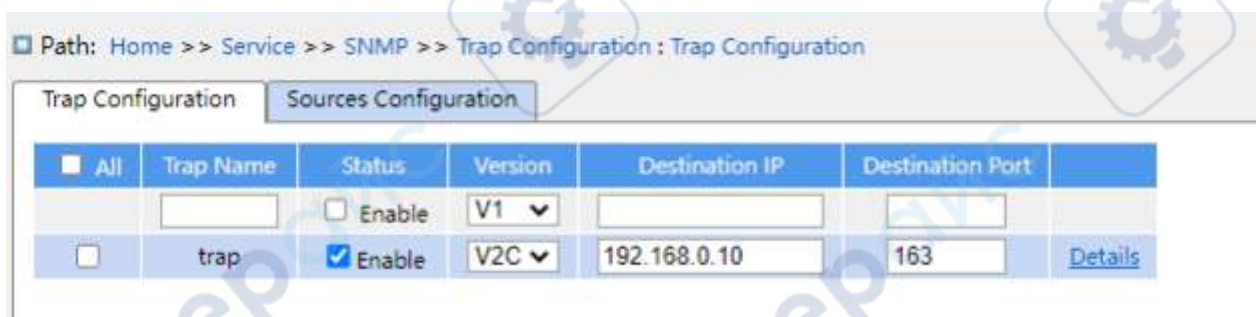 Path: Home >> Service >> SNMP >> Trap Configuration : Trap Configuration
Trap Configuration Sources Configuration
All Trap Name Status Version Destination IP Destination Port
Enable V1
trap Enable V2C 192.168.0.10 163 Details